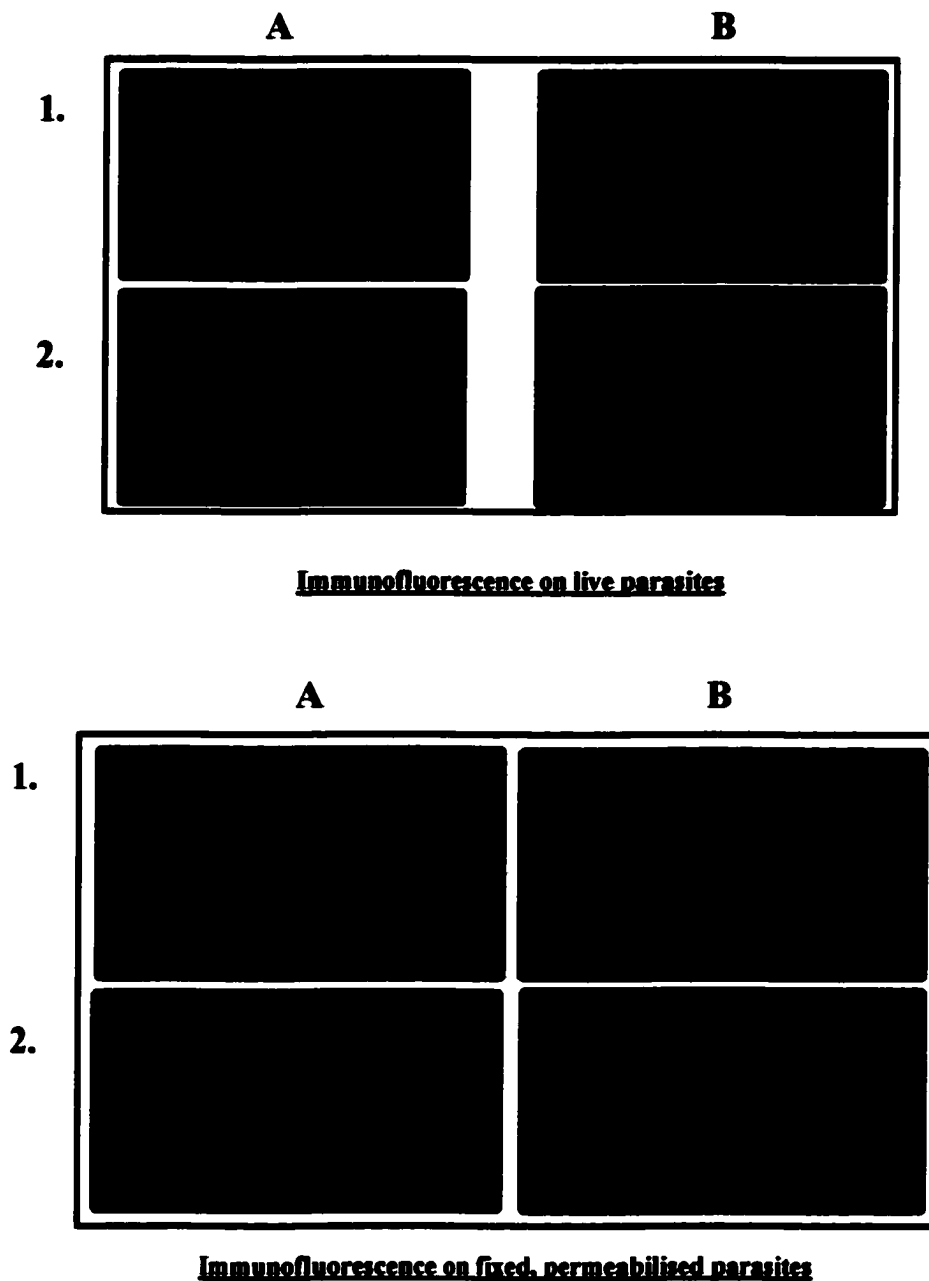 A B
1.
2.
Immunofluorescence on live parasites
A B
1.
2.
Immunofluorescence on fixed, permeabilised parasites